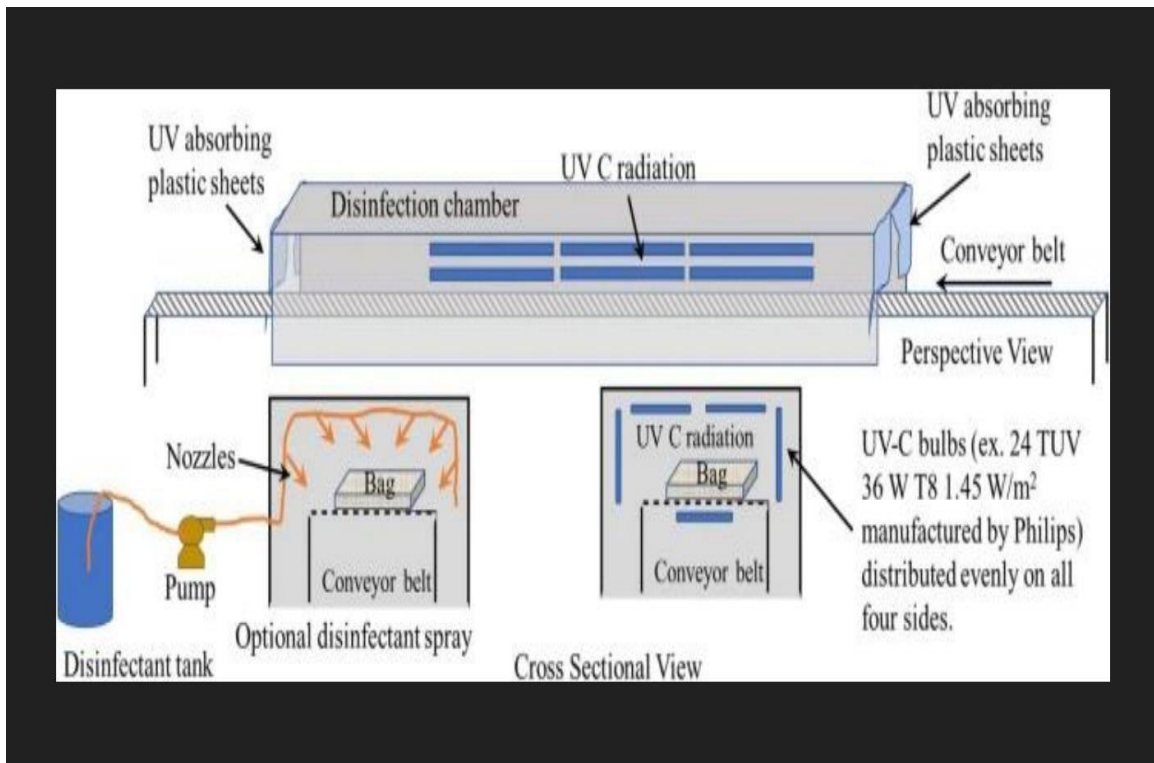 UV absorbing
plastic sheets
UV absorbing
plastic sheets
UV C radiation
Disinfection chamber
Conveyor belt
Perspective View
Nozzles
Bag
Pump
Conveyor belt
Optional disinfectant spray
Disinfectant tank
UV C radiation
Bag
Conveyor belt
Cross Sectional View
UV-C bulbs (ex. 24 TUV
36 W T8 1.45 W/m²
manufactured by Philips)
distributed evenly on all
four sides.